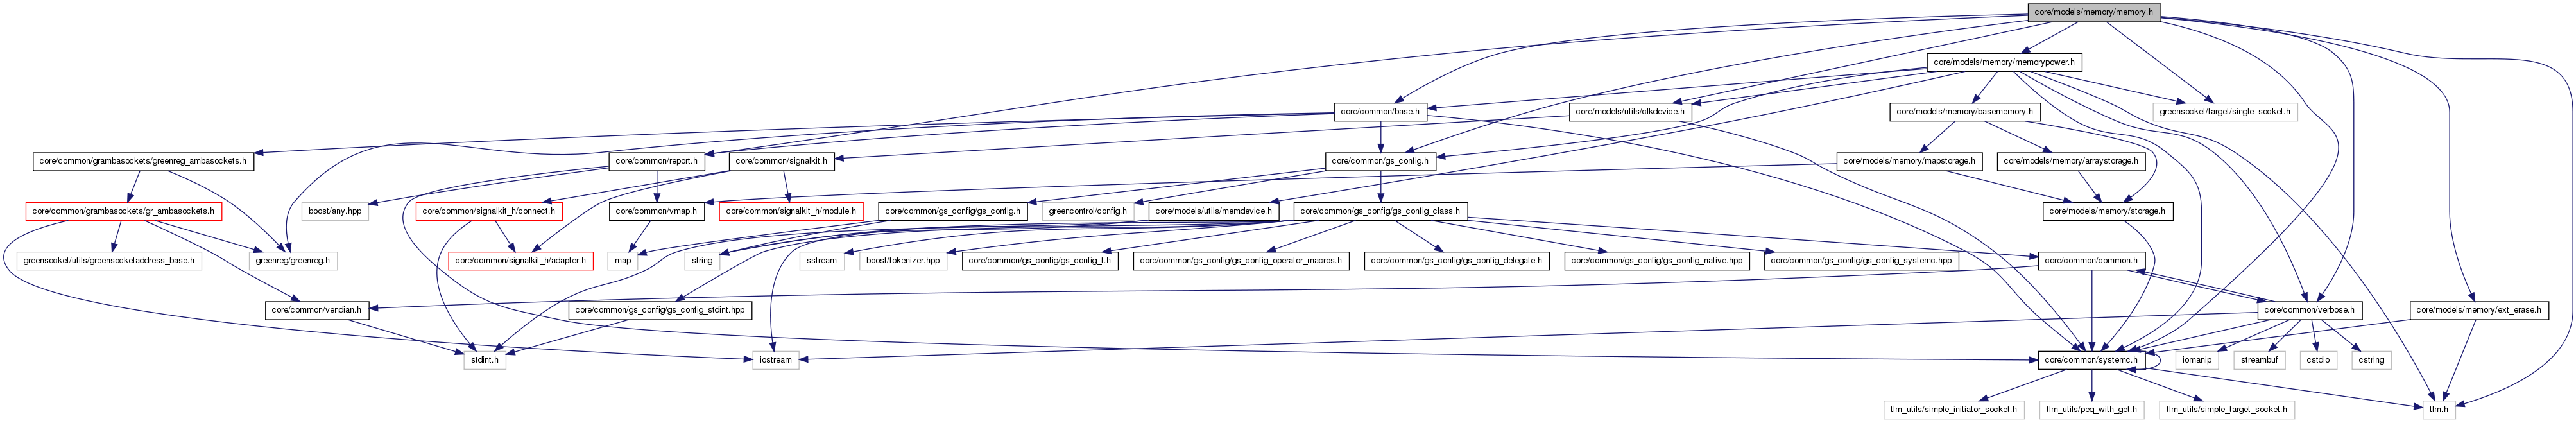 core/models/memory/memory.h
core/models/memory/memorypower.h
core/common/base.h
core/models/utils/clkdevice.h
core/models/memory/basememory.h
greensocket/target/single_socket.h
core/common/grambasockets/greenreg_ambasockets.h
core/common/report.h
core/common/signalkit.h
core/common/gs_config.h
core/models/memory/mapstorage.h
core/models/memory/arraystorage.h
core/common/grambasockets/gr_ambasockets.h
boost/any.hpp
core/common/signalkit_h/connect.h
core/common/vmap.h
core/common/signalkit_h/module.h
core/common/gs_config/gs_config.h
greencontrol/config.h
core/models/utils/memdevice.h
core/common/gs_config/gs_config_class.h
core/models/memory/storage.h
greensocket/utils/greensocketaddress_base.h
greenreg/greenreg.h
core/common/signalkit_h/adapter.h
map
string
sstream
boost/tokenizer.hpp
core/common/gs_config/gs_config_t.h
core/common/gs_config/gs_config_operator_macros.h
core/common/gs_config/gs_config_delegate.h
core/common/gs_config/gs_config_native.hpp
core/common/gs_config/gs_config_systemc.hpp
core/common/common.h
core/common/vendian.h
core/common/gs_config/gs_config_stdint.hpp
core/common/verbose.h
core/models/memory/ext_erase.h
stdint.h
iostream
core/common/systemc.h
iomanip
streambuf
cstdio
cstring
tlm_utils/simple_initiator_socket.h
tlm_utils/peq_with_get.h
tlm_utils/simple_target_socket.h
tlm.h